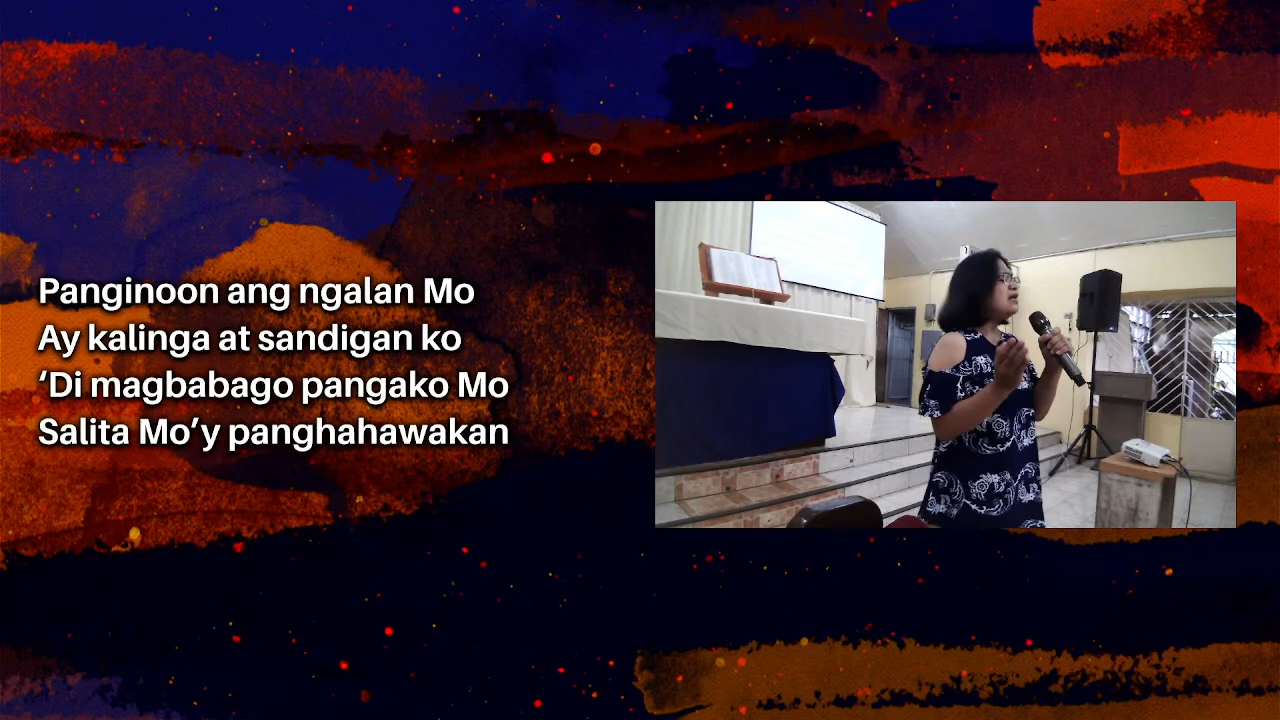 Panginoon ang ngalan Mo
Ay kalinga at sandigan ko
‘Di magbabago pangako Mo
Salita Mo’y panghahawakan